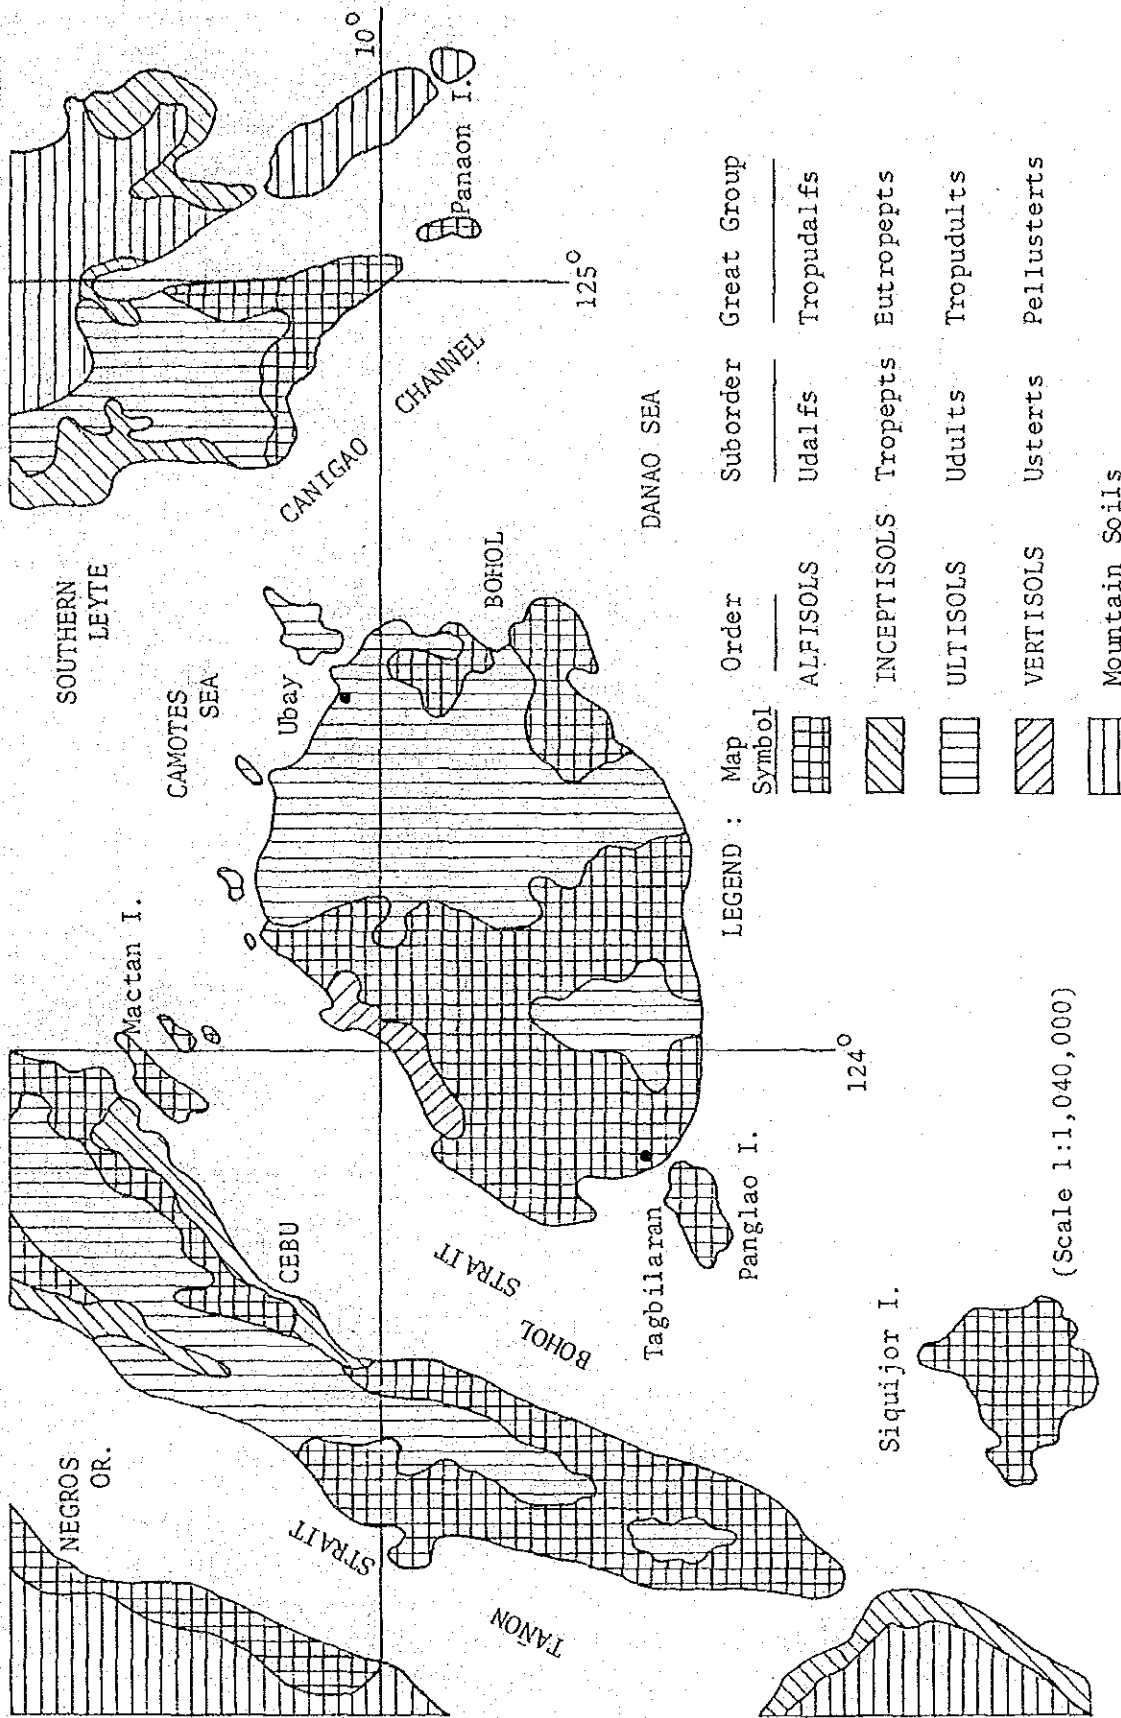 SOUTHERN
LEYTE
CAMOTES
SEA
10°
Panaon I.
125°
CANIGAO CHANNEL
Mactan I.
Ubay
BOHOL
DANAO SEA
NEGROS
OR.
CEBU
TAÑON STRAIT
BOHOL STRAIT
Tagbilaran
Panglao I.
124°
Siquijor I.
(Scale 1:1,040,000)
LEGEND : Map Symbol Order Suborder Great Group
ALFISOLS Udalfs Tropudalfs
INCEPTISOLS Tropepts Eutropepts
ULTISOLS Udults Tropudults
VERTISOLS Usterts Pellusterts
Mountain Soils